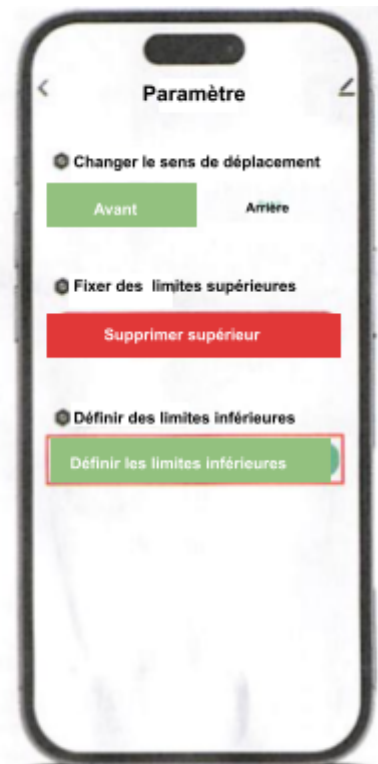 Paramètre
Changer le sens de déplacement
Avant
Arrière
Fixer des limites supérieures
Supprimer supérieur
Définir des limites inférieures
Définir les limites inférieures